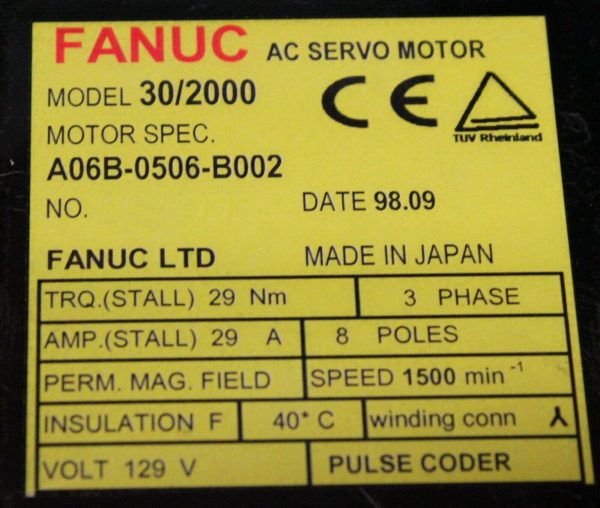 FANUC AC SERVO MOTOR
MODEL 30/2000
CE
MOTOR SPEC.
TUV Rheinland
A06B-0506-B002
NO. DATE 98.09
FANUC LTD MADE IN JAPAN
TRQ.(STALL) 29 Nm 3 PHASE
AMP.(STALL) 29 A 8 POLES
PERM. MAG. FIELD SPEED 1500 min⁻¹
INSULATION F 40* C winding conn ⅄
VOLT 129 V PULSE CODER